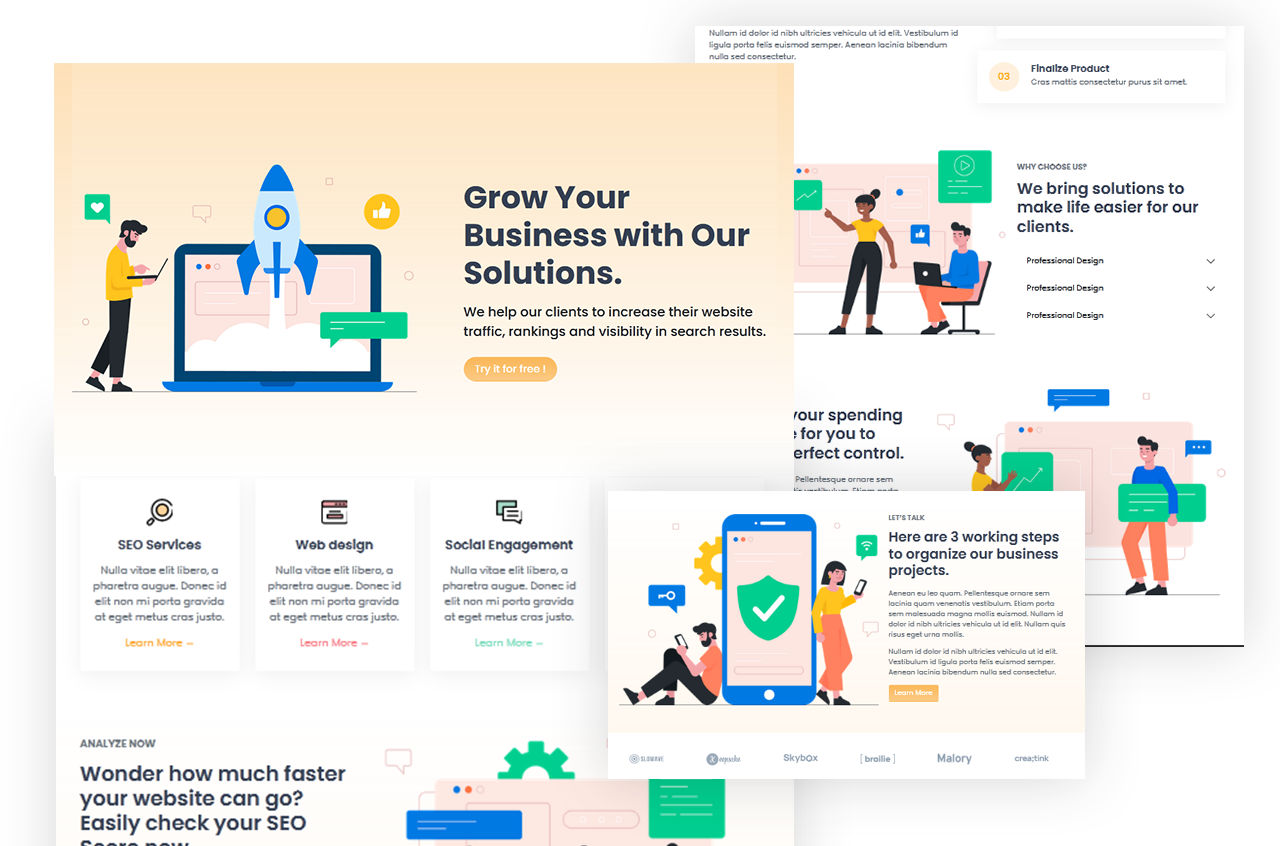 Nullam id dolor id nibh ultricies vehicula ut id elit. Vestibulum id
ligula porta felis euismod semper. Aenean lacinia bibendum
nulla sed consectetur.
03
Finalize Product
Cras mattis consectetur purus sit amet.
Grow Your
Business with Our
Solutions.
We help our clients to increase their website
traffic, rankings and visibility in search results.
Try it for free !
WHY CHOOSE US?
We bring solutions to
make life easier for our
clients.
Professional Design
Professional Design
Professional Design
your spending
for you to
perfect control.
Pellentesque ornare sem
SEO Services
Nulla vitae elit libero, a
pharetra augue. Donec id
elit non mi porta gravida
at eget metus cras justo.
Learn More →
Web design
Nulla vitae elit libero, a
pharetra augue. Donec id
elit non mi porta gravida
at eget metus cras justo.
Learn More →
Social Engagement
Nulla vitae elit libero, a
pharetra augue. Donec id
elit non mi porta gravida
at eget metus cras justo.
Learn More →
LET'S TALK
Here are 3 working steps
to organize our business
projects.
Aenean eu leo quam. Pellentesque ornare sem
lacinia quam venenatis vestibulum. Etiam porta
sem malesuada magna mollis euismod. Nullam id
dolor id nibh ultricies vehicula ut id elit. Nullam quis
risus eget urna mollis.
Nullam id dolor id nibh ultricies vehicula ut id elit.
Vestibulum id ligula porta felis euismod semper.
Aenean lacinia bibendum nulla sed consectetur.
Learn More
SLOWAVE
Skybox
[ brollie ]
Malory
crea;tink
ANALYZE NOW
Wonder how much faster
your website can go?
Easily check your SEO
Score now